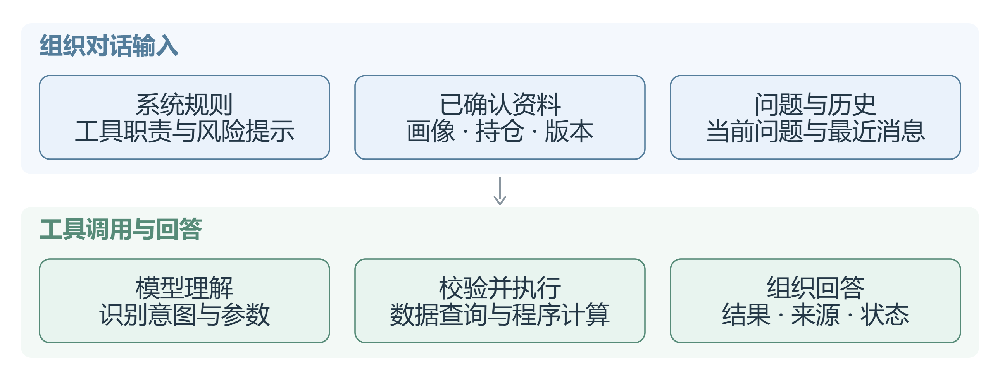 组织对话输入
系统规则
工具职责与风险提示
已确认资料
画像 · 持仓 · 版本
问题与历史
当前问题与最近消息
工具调用与回答
模型理解
识别意图与参数
校验并执行
数据查询与程序计算
组织回答
结果 · 来源 · 状态